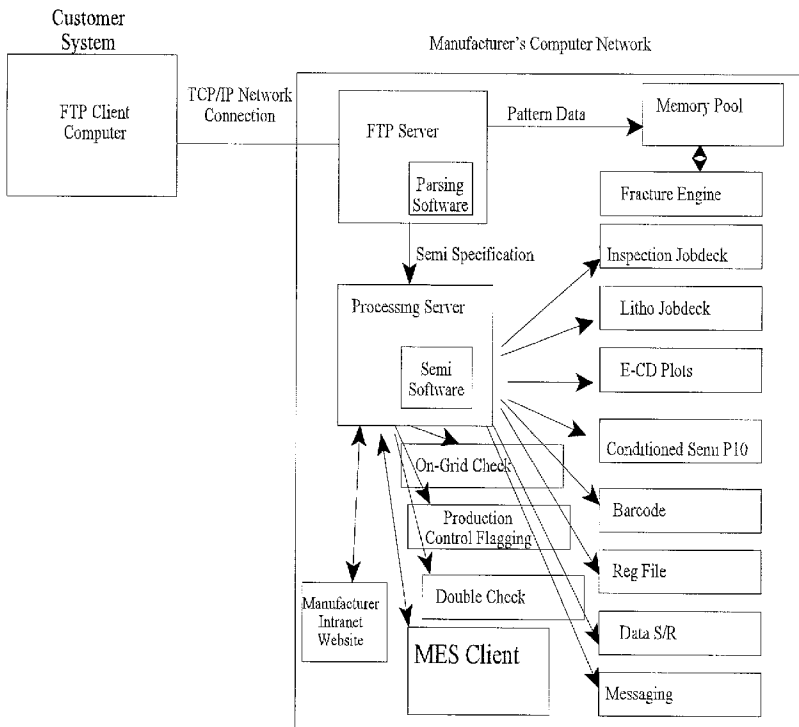 Customer
System
Manufacturer's Computer Network
FTP Client
Computer
TCP/IP Network
Connection
FTP Server
Parsing
Software
Pattern Data
Memory Pool
Fracture Engine
Semi Specification
Inspection Jobdeck
Processing Server
Litho Jobdeck
Semi
Software
E-CD Plots
Conditioned Semi P10
On-Grid Check
Barcode
Production
Control Flagging
Reg File
Double Check
Manufacturer
Intranet
Website
Data S/R
MES Client
Messaging